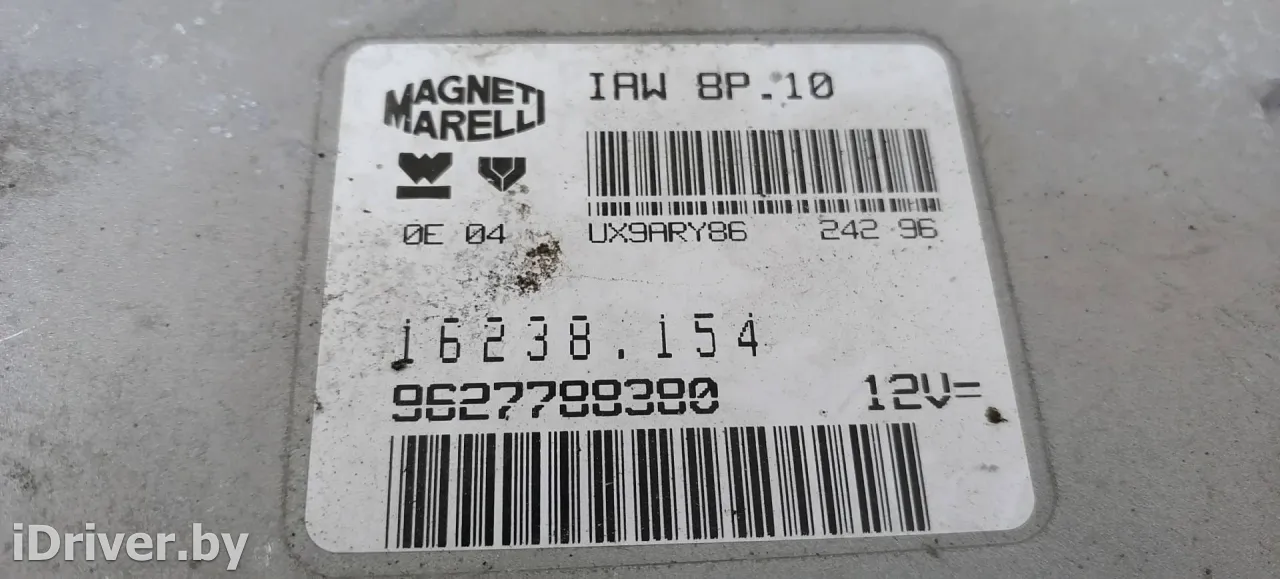 MAGNETI
MARELLI
IAW 8P.10
0E 04
UX9ARY86 242 96
16238.154
9627788380
12V=
iDriver.by